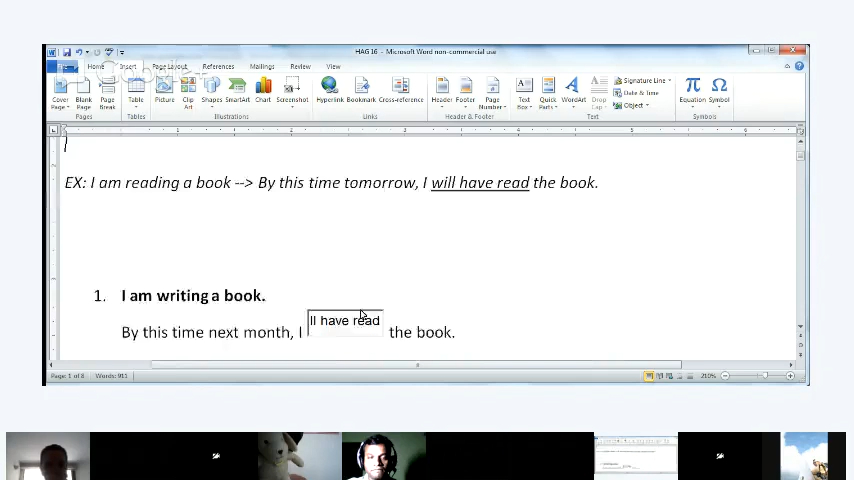 HAG 16 - Microsoft Word non-commercial use
File Home Insert Page Layout References Mailings Review View
Cover Page Blank Page Page Break Table Picture Clip Art Shapes SmartArt Chart Screenshot Hyperlink Bookmark Cross-reference Header Footer Page Number Text Box Quick Parts WordArt Drop Cap Signature Line Date & Time Object Equation Symbol
Pages Tables Illustrations Links Header & Footer Text Symbols
EX: I am reading a book --> By this time tomorrow, I will have read the book.
1. I am writing a book.
By this time next month, I ll have read the book.
Page: 1 of 8 Words: 911 210%